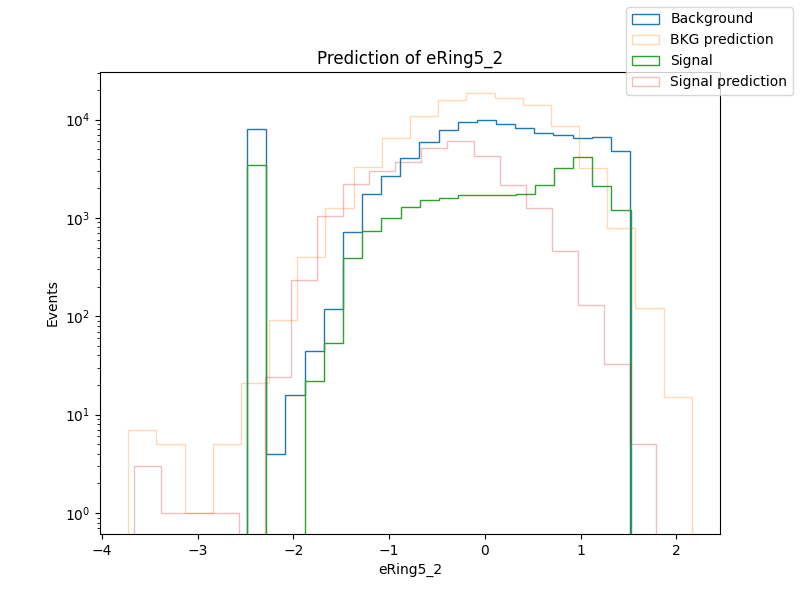 Prediction of eRing5_2
Background
BKG prediction
Signal
Signal prediction
Events
10⁴
10³
10²
10¹
10⁰
−4
−3
−2
−1
0
1
2
eRing5_2